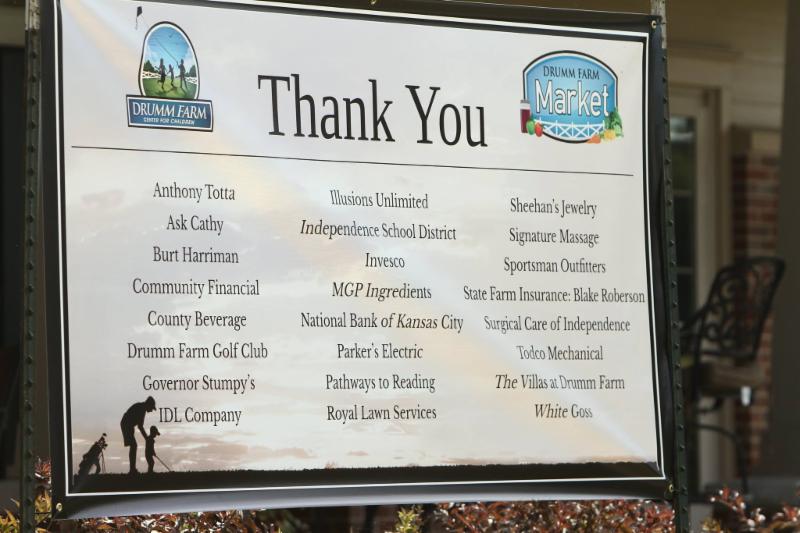 DRUMM FARM
CENTER FOR CHILDREN
Thank You
DRUMM FARM
Market
Anthony Totta
Ask Cathy
Burt Harriman
Community Financial
County Beverage
Drumm Farm Golf Club
Governor Stumpy's
IDL Company
Illusions Unlimited
Independence School District
Invesco
MGP Ingredients
National Bank of Kansas City
Parker's Electric
Pathways to Reading
Royal Lawn Services
Sheehan's Jewelry
Signature Massage
Sportsman Outfitters
State Farm Insurance: Blake Roberson
Surgical Care of Independence
Todco Mechanical
The Villas at Drumm Farm
White Goss